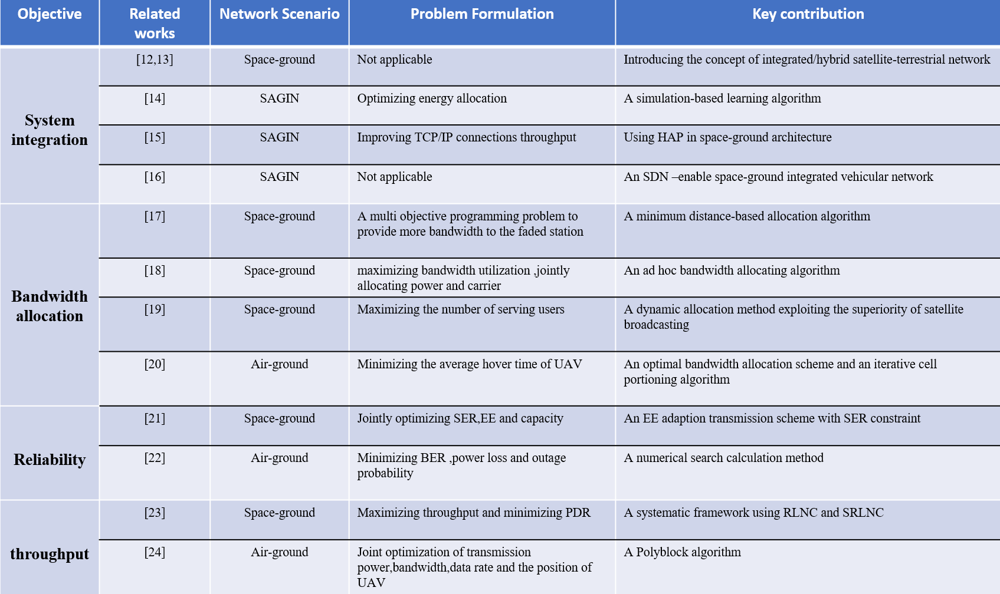 Objective
Related
works
Network Scenario
Problem Formulation
Key contribution
System
integration
[12,13]
Space-ground
Not applicable
Introducing the concept of integrated/hybrid satellite-terrestrial network
[14]
SAGIN
Optimizing energy allocation
A simulation-based learning algorithm
[15]
SAGIN
Improving TCP/IP connections throughput
Using HAP in space-ground architecture
[16]
SAGIN
Not applicable
An SDN –enable space-ground integrated vehicular network
Bandwidth
allocation
[17]
Space-ground
A multi objective programming problem to
provide more bandwidth to the faded station
A minimum distance-based allocation algorithm
[18]
Space-ground
maximizing bandwidth utilization ,jointly
allocating power and carrier
An ad hoc bandwidth allocating algorithm
[19]
Space-ground
Maximizing the number of serving users
A dynamic allocation method exploiting the superiority of satellite
broadcasting
[20]
Air-ground
Minimizing the average hover time of UAV
An optimal bandwidth allocation scheme and an iterative cell
portioning algorithm
Reliability
[21]
Space-ground
Jointly optimizing SER,EE and capacity
An EE adaption transmission scheme with SER constraint
[22]
Air-ground
Minimizing BER ,power loss and outage
probability
A numerical search calculation method
throughput
[23]
Space-ground
Maximizing throughput and minimizing PDR
A systematic framework using RLNC and SRLNC
[24]
Air-ground
Joint optimization of transmission
power,bandwidth,data rate and the position of
UAV
A Polyblock algorithm